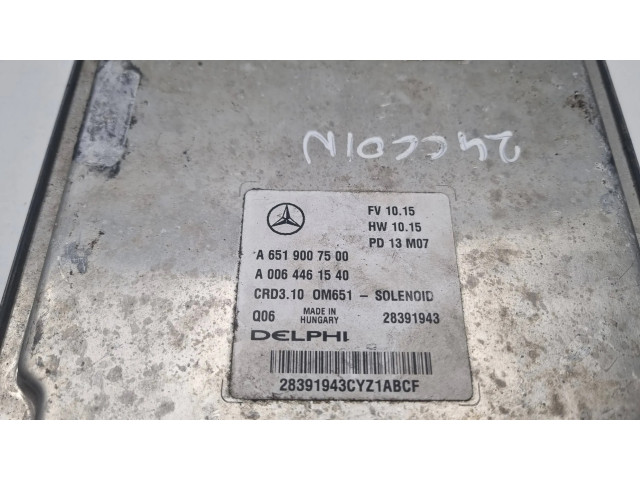 24CCDIN
FV 10.15
HW 10.15
PD 13 M07
A 651 900 75 00
A 006 446 15 40
CRD3.10 OM651 - SOLENOID
Q06 MADE IN HUNGARY 28391943
DELPHI
28391943CYZ1ABCF